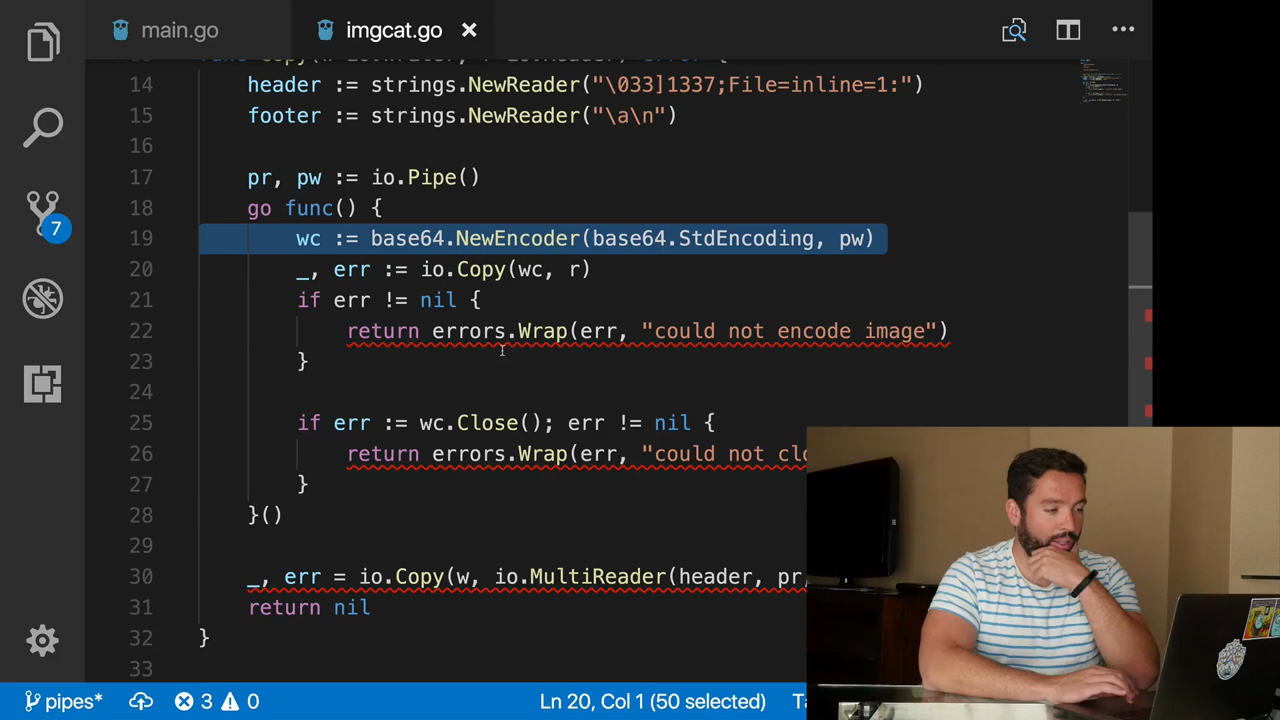 main.go
imgcat.go
14 header := strings.NewReader("\033]1337;File=inline=1:")
15 footer := strings.NewReader("\a\n")
16
17 pr, pw := io.Pipe()
18 go func() {
19 wc := base64.NewEncoder(base64.StdEncoding, pw)
20 _, err := io.Copy(wc, r)
21 if err != nil {
22 return errors.Wrap(err, "could not encode image")
23 }
24
25 if err := wc.Close(); err != nil {
26 return errors.Wrap(err, "could not
27 }
28 }()
29
30 _, err = io.Copy(w, io.MultiReader(header, pr,
31 return nil
32 }
33
7
pipes* 3 0 Ln 20, Col 1 (50 selected)